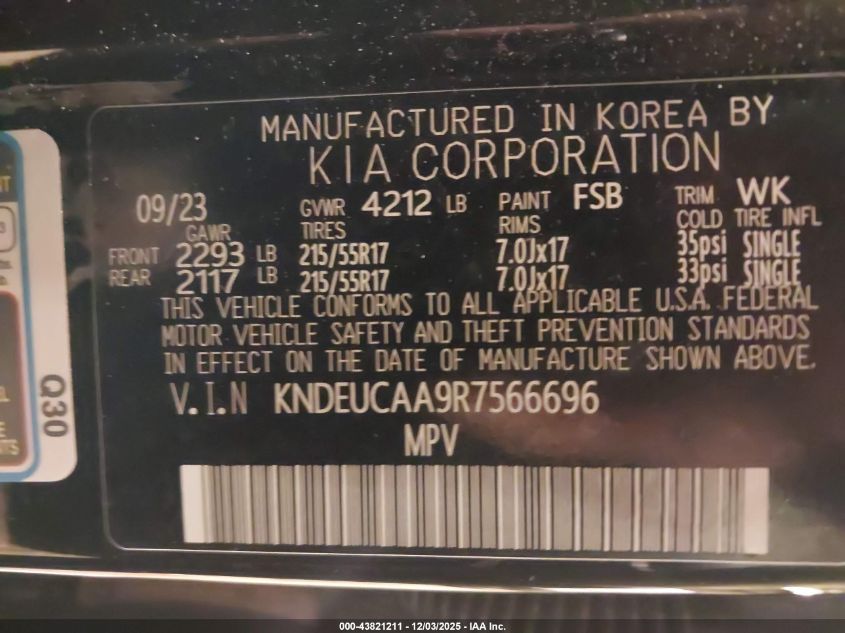 MANUFACTURED IN KOREA BY
KIA CORPORATION
09/23 GVWR 4212 LB PAINT FSB TRIM WK
GAWR TIRES RIMS COLD TIRE INFL
FRONT 2293 LB 215/55R17 7.0Jx17 35psi SINGLE
REAR 2117 LB 215/55R17 7.0Jx17 33psi SINGLE
THIS VEHICLE CONFORMS TO ALL APPLICABLE U.S.A. FEDERAL
MOTOR VEHICLE SAFETY AND THEFT PREVENTION STANDARDS
IN EFFECT ON THE DATE OF MANUFACTURE SHOWN ABOVE.
V.I.N KNDEUCAA9R7566696
MPV
Q30
000-43821211 - 12/03/2025 - IAA Inc.